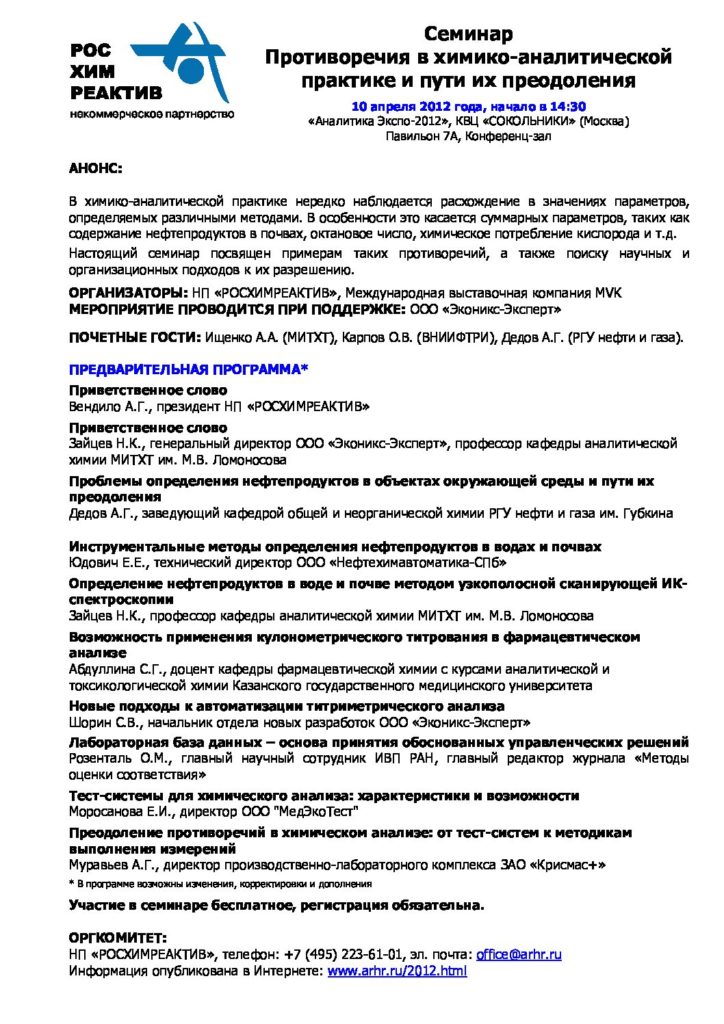 РОС
ХИМ
РЕАКТИВ
некоммерческое партнерство
Семинар
Противоречия в химико-аналитической
практике и пути их преодоления
10 апреля 2012 года, начало в 14:30
«Аналитика Экспо-2012», КВЦ «СОКОЛЬНИКИ» (Москва)
Павильон 7А, Конференц-зал
АНОНС:
В химико-аналитической практике нередко наблюдается расхождение в значениях параметров,
определяемых различными методами. В особенности это касается суммарных параметров, таких как
содержание нефтепродуктов в почвах, октановое число, химическое потребление кислорода и т.д.
Настоящий семинар посвящен примерам таких противоречий, а также поиску научных и
организационных подходов к их разрешению.
ОРГАНИЗАТОРЫ: НП «РОСХИМРЕАКТИВ», Международная выставочная компания MVK
МЕРОПРИЯТИЕ ПРОВОДИТСЯ ПРИ ПОДДЕРЖКЕ: ООО «Эконикс-Эксперт»
ПОЧЕТНЫЕ ГОСТИ: Ищенко А.А. (МИТХТ), Карпов О.В. (ВНИИФТРИ), Дедов А.Г. (РГУ нефти и газа).
ПРЕДВАРИТЕЛЬНАЯ ПРОГРАММА*
Приветственное слово
Вендило А.Г., президент НП «РОСХИМРЕАКТИВ»
Приветственное слово
Зайцев Н.К., генеральный директор ООО «Эконикс-Эксперт», профессор кафедры аналитической
химии МИТХТ им. М.В. Ломоносова
Проблемы определения нефтепродуктов в объектах окружающей среды и пути их
преодоления
Дедов А.Г., заведующий кафедрой общей и неорганической химии РГУ нефти и газа им. Губкина
Инструментальные методы определения нефтепродуктов в водах и почвах
Юдович Е.Е., технический директор ООО «Нефтехимавтоматика-СПб»
Определение нефтепродуктов в воде и почве методом узкополосной сканирующей ИК-
спектроскопии
Зайцев Н.К., профессор кафедры аналитической химии МИТХТ им. М.В. Ломоносова
Возможность применения кулонометрического титрования в фармацевтическом
анализе
Абдуллина С.Г., доцент кафедры фармацевтической химии с курсами аналитической и
токсикологической химии Казанского государственного медицинского университета
Новые подходы к автоматизации титриметрического анализа
Шорин С.В., начальник отдела новых разработок ООО «Эконикс-Эксперт»
Лабораторная база данных – основа принятия обоснованных управленческих решений
Розенталь О.М., главный научный сотрудник ИВП РАН, главный редактор журнала «Методы
оценки соответствия»
Тест-системы для химического анализа: характеристики и возможности
Моросанова Е.И., директор ООО "МедЭкоТест"
Преодоление противоречий в химическом анализе: от тест-систем к методикам
выполнения измерений
Муравьев А.Г., директор производственно-лабораторного комплекса ЗАО «Крисмас+»
* В программе возможны изменения, корректировки и дополнения
Участие в семинаре бесплатное, регистрация обязательна.
ОРГКОМИТЕТ:
НП «РОСХИМРЕАКТИВ», телефон: +7 (495) 223-61-01, эл. почта: office@arhr.ru
Информация опубликована в Интернете: www.arhr.ru/2012.html